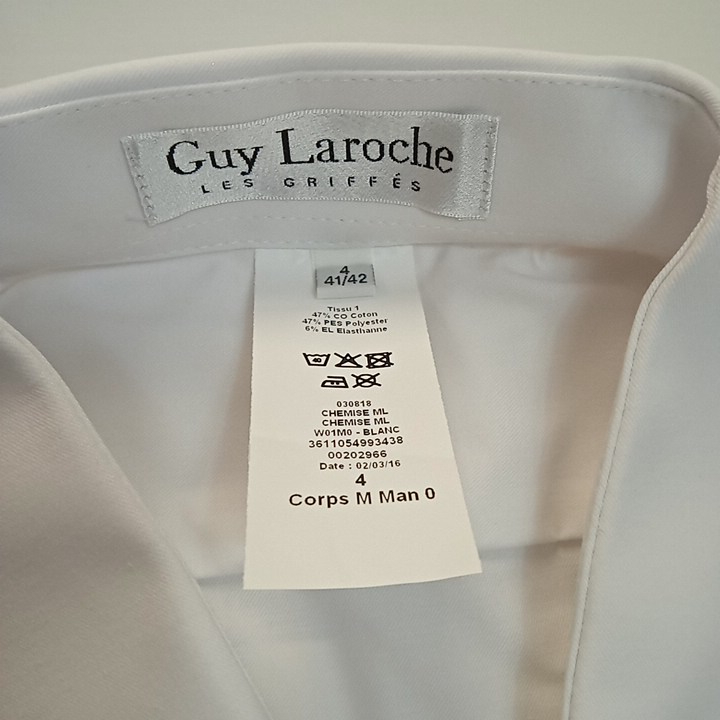 Guy Laroche
LES GRIFFÉS
4
41/42
Tissu 1
47% CO Coton
47% PES Polyester
6% EL Elasthanne
40
030818
CHEMISE ML
CHEMISE ML
W01M0 - BLANC
3611054993438
00202966
Date : 02/03/16
4
Corps M Man 0